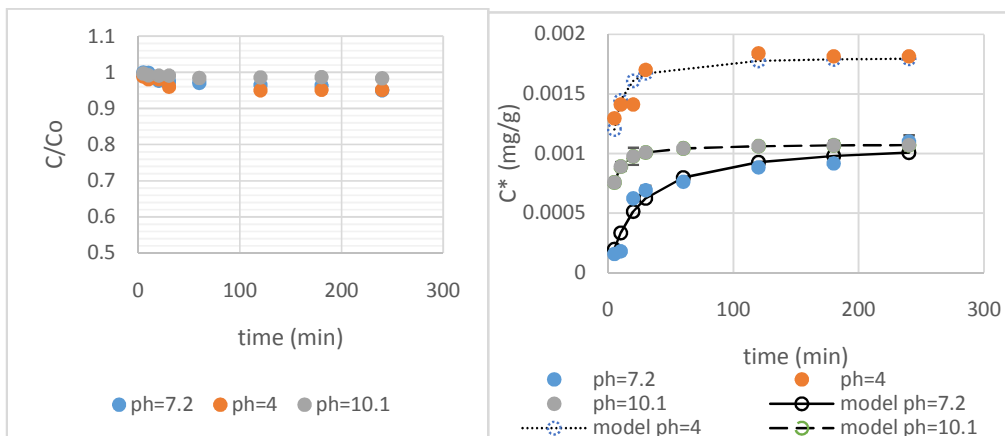 1.1
1
0.9
0.8
0.7
0.6
0.5
C/Co
0
100
200
300
time (min)
ph=7.2
ph=4
ph=10.1
0.002
0.0015
0.001
0.0005
0
C* (mg/g)
0
100
200
300
time (min)
ph=7.2
ph=4
ph=10.1
model ph=7.2
model ph=4
model ph=10.1